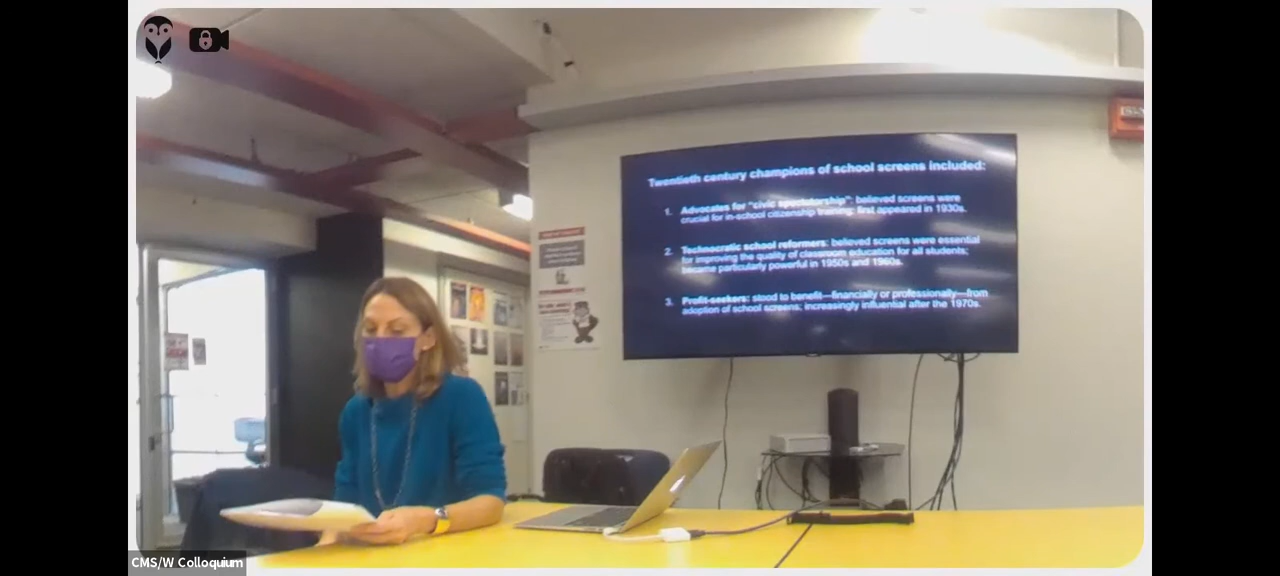 Twentieth century champions of school screens included:
1. Advocates for "civic spectatorship": believed screens were
crucial for in-school citizenship training; first appeared in 1930s.
2. Technocratic school reformers: believed screens were essential
for improving the quality of classroom education for all students;
became particularly powerful in 1950s and 1960s.
3. Profit-seekers: stood to benefit—financially or professionally—from
adoption of school screens; increasingly influential after the 1970s.
CMS/W Colloquium